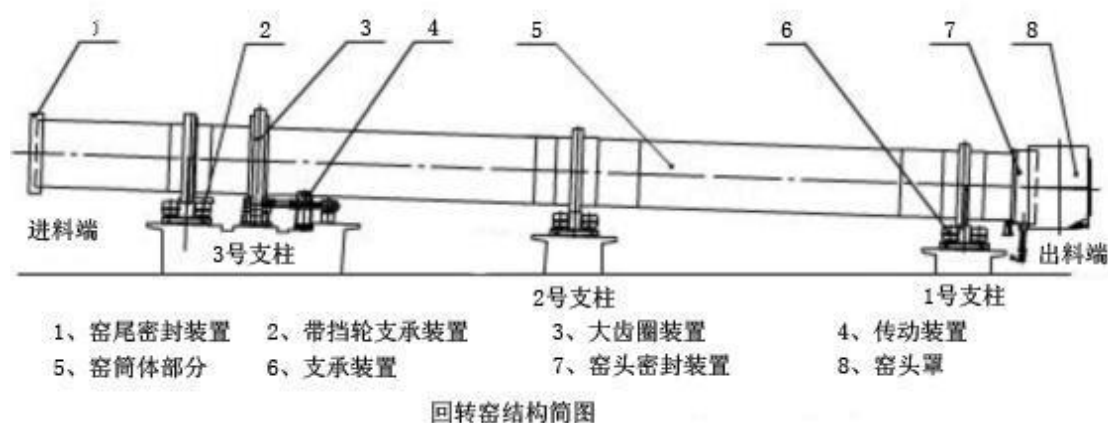 1 2 3 4 5 6 7 8
进料端
出料端
3号支柱
2号支柱
1号支柱
1、窑尾密封装置 2、带挡轮支承装置 3、大齿圈装置 4、传动装置
5、窑筒体部分 6、支承装置 7、窑头密封装置 8、窑头罩
回转窑结构简图